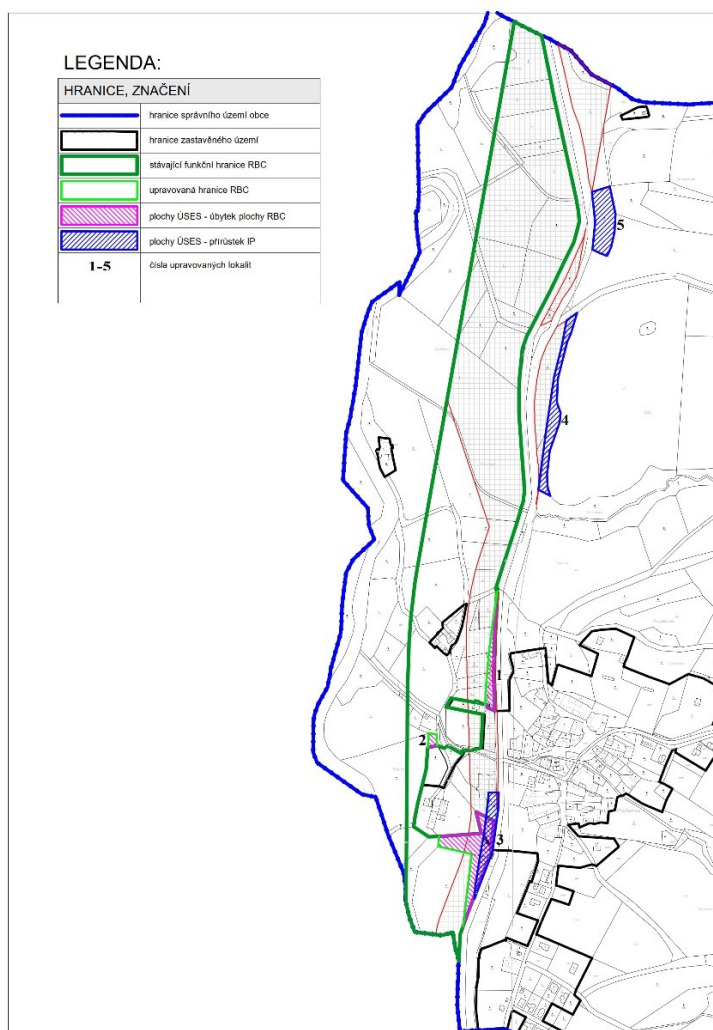 LEGENDA:
HRANICE, ZNAČENÍ
hranice správního území obce
hranice zastavěného území
stávající funkční hranice RBC
upravovaná hranice RBC
plochy ÚSES - úbytek plochy RBC
plochy ÚSES - přírůstek IP
1-5 čísla upravovaných lokalit
5
4
1
2
3